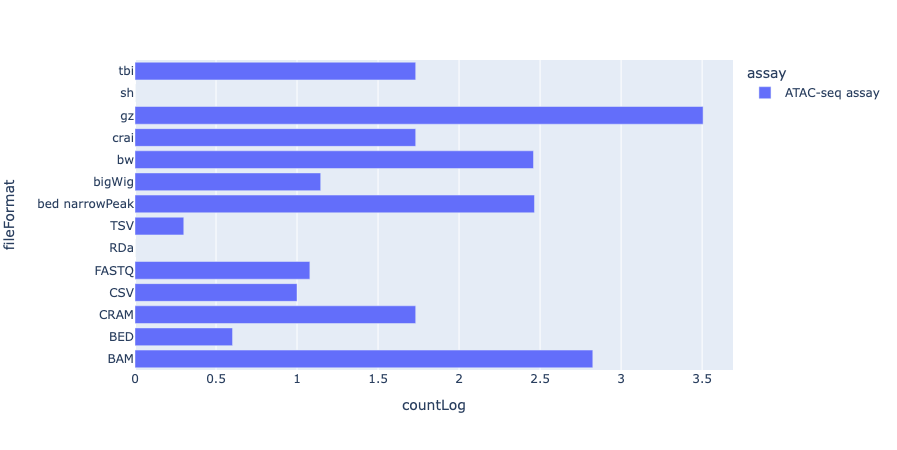 fileFormat
tbi
sh
gz
crai
bw
bigWig
bed narrowPeak
TSV
RDa
FASTQ
CSV
CRAM
BED
BAM
0 0.5 1 1.5 2 2.5 3 3.5
countLog
assay
ATAC-seq assay